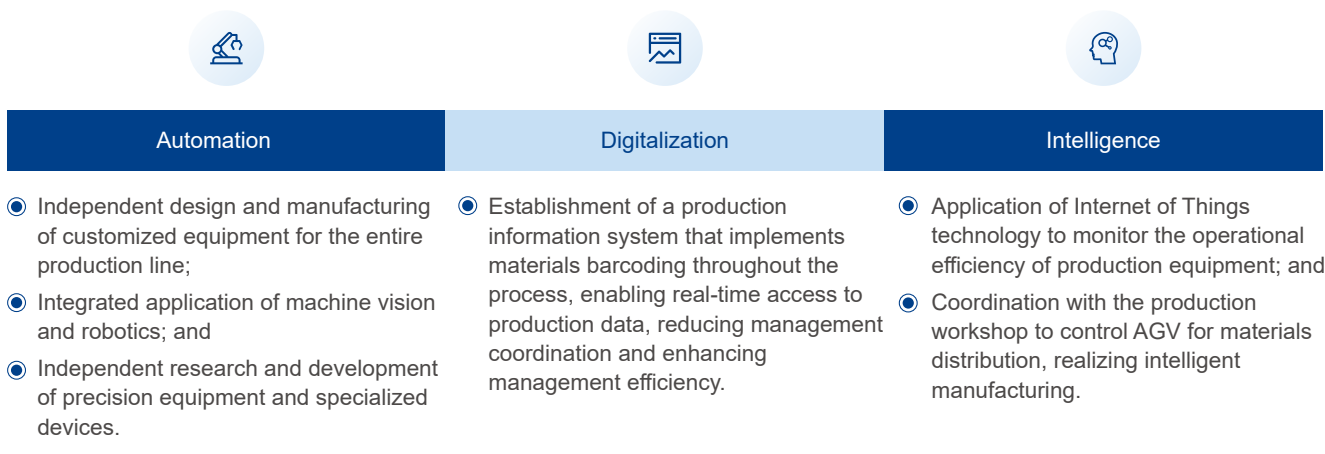 Automation
Independent design and manufacturing
of customized equipment for the entire
production line;
Integrated application of machine vision
and robotics; and
Independent research and development
of precision equipment and specialized
devices.
Digitalization
Establishment of a production
information system that implements
materials barcoding throughout the
process, enabling real-time access to
production data, reducing management
coordination and enhancing
management efficiency.
Intelligence
Application of Internet of Things
technology to monitor the operational
efficiency of production equipment; and
Coordination with the production
workshop to control AGV for materials
distribution, realizing intelligent
manufacturing.